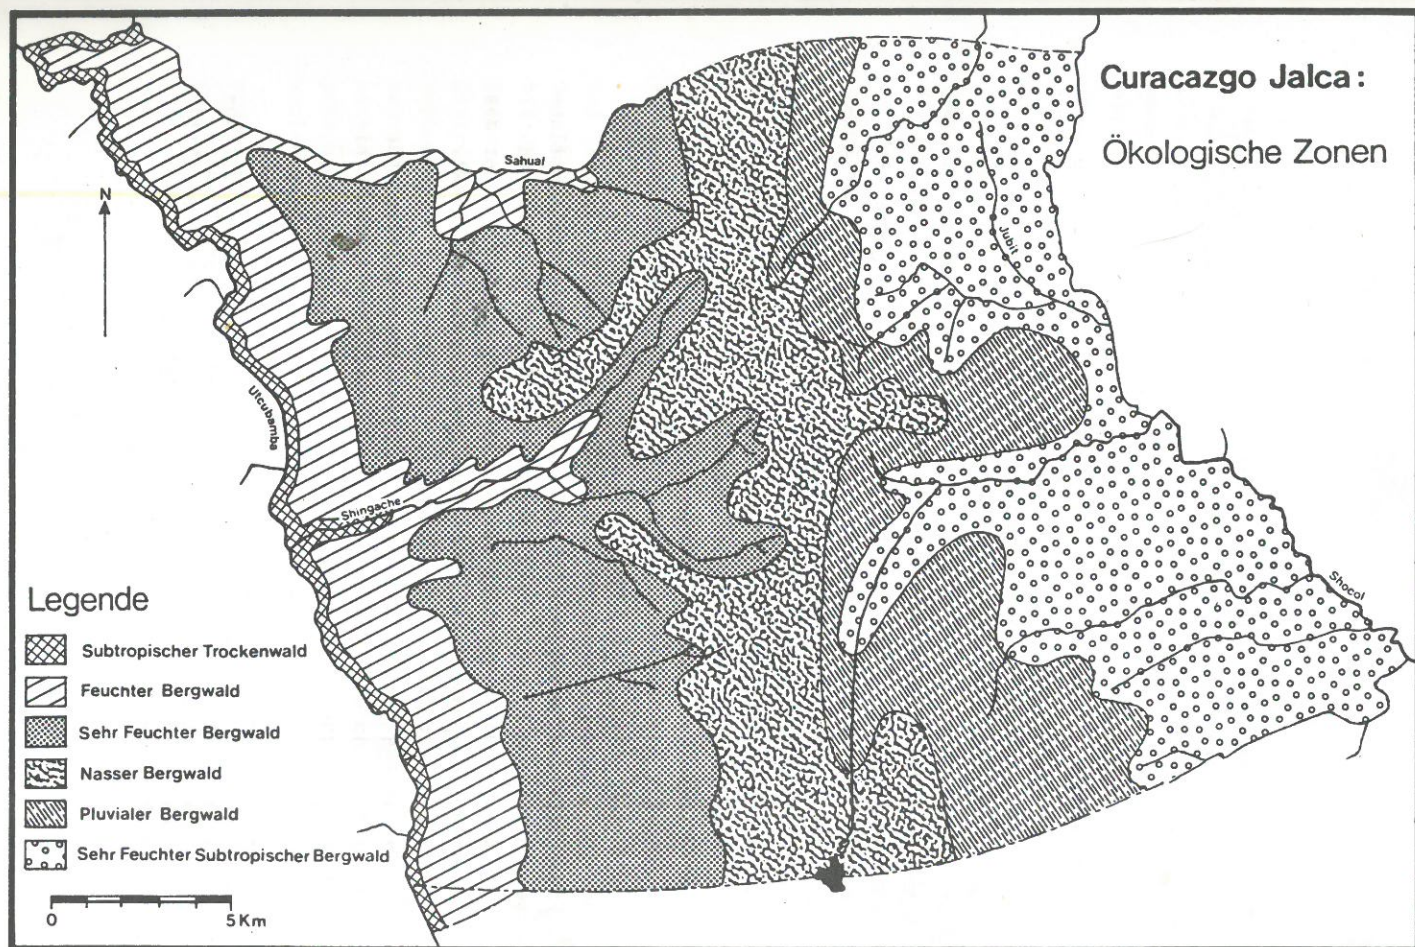 Curacazgo Jalca:
Ökologische Zonen
N
Sahual
Jubit
Utcubamba
Shingache
Shocol
Legende
Subtropischer Trockenwald
Feuchter Bergwald
Sehr Feuchter Bergwald
Nasser Bergwald
Pluvialer Bergwald
Sehr Feuchter Subtropischer Bergwald
0 5 Km